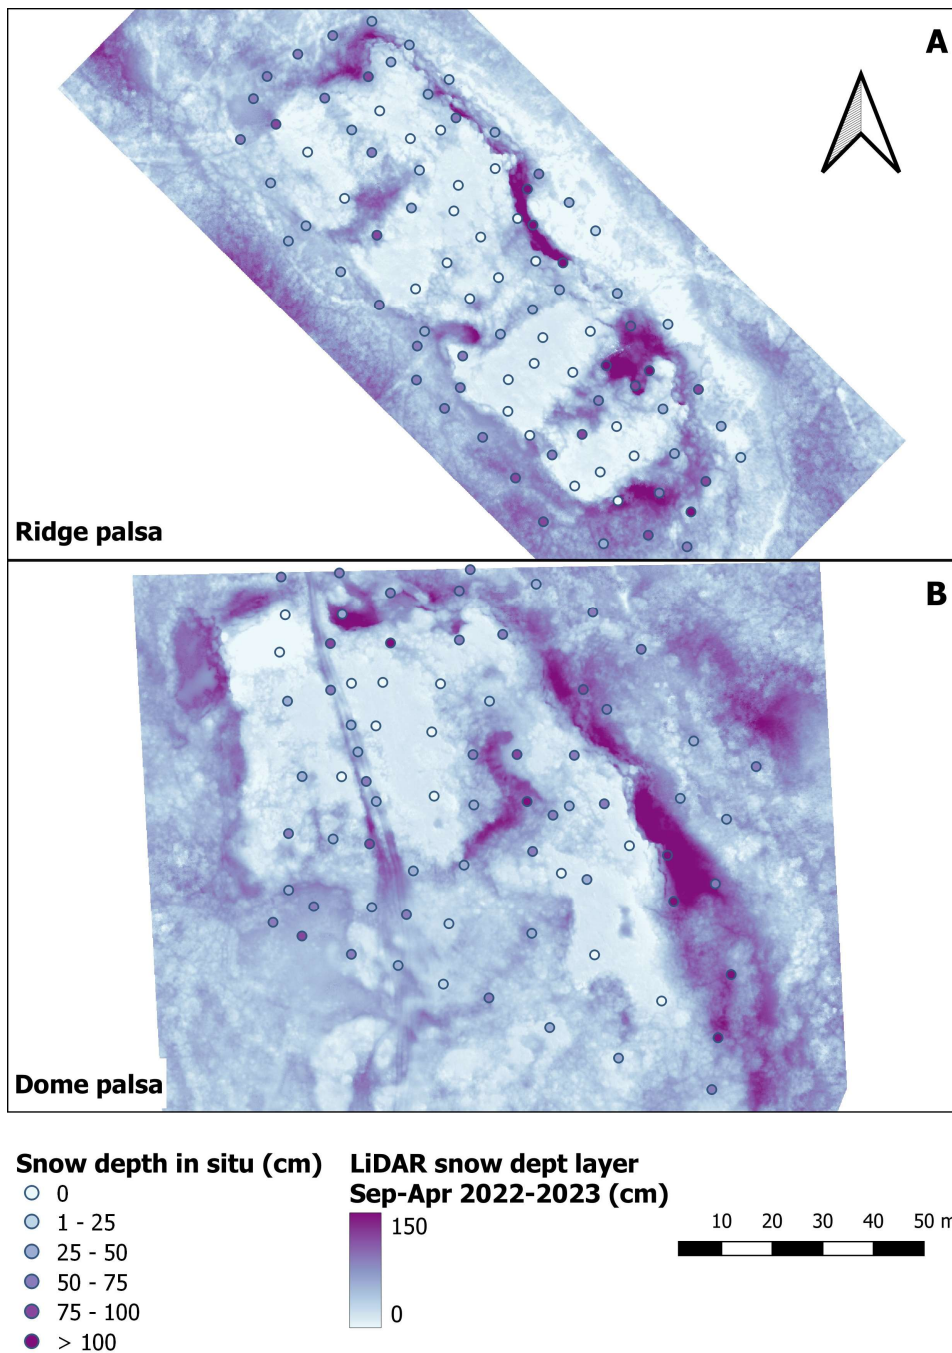 A
Ridge palsa
B
Dome palsa
Snow depth in situ (cm)
0
1 - 25
25 - 50
50 - 75
75 - 100
> 100
LiDAR snow dept layer
Sep-Apr 2022-2023 (cm)
150
0
10 20 30 40 50 m